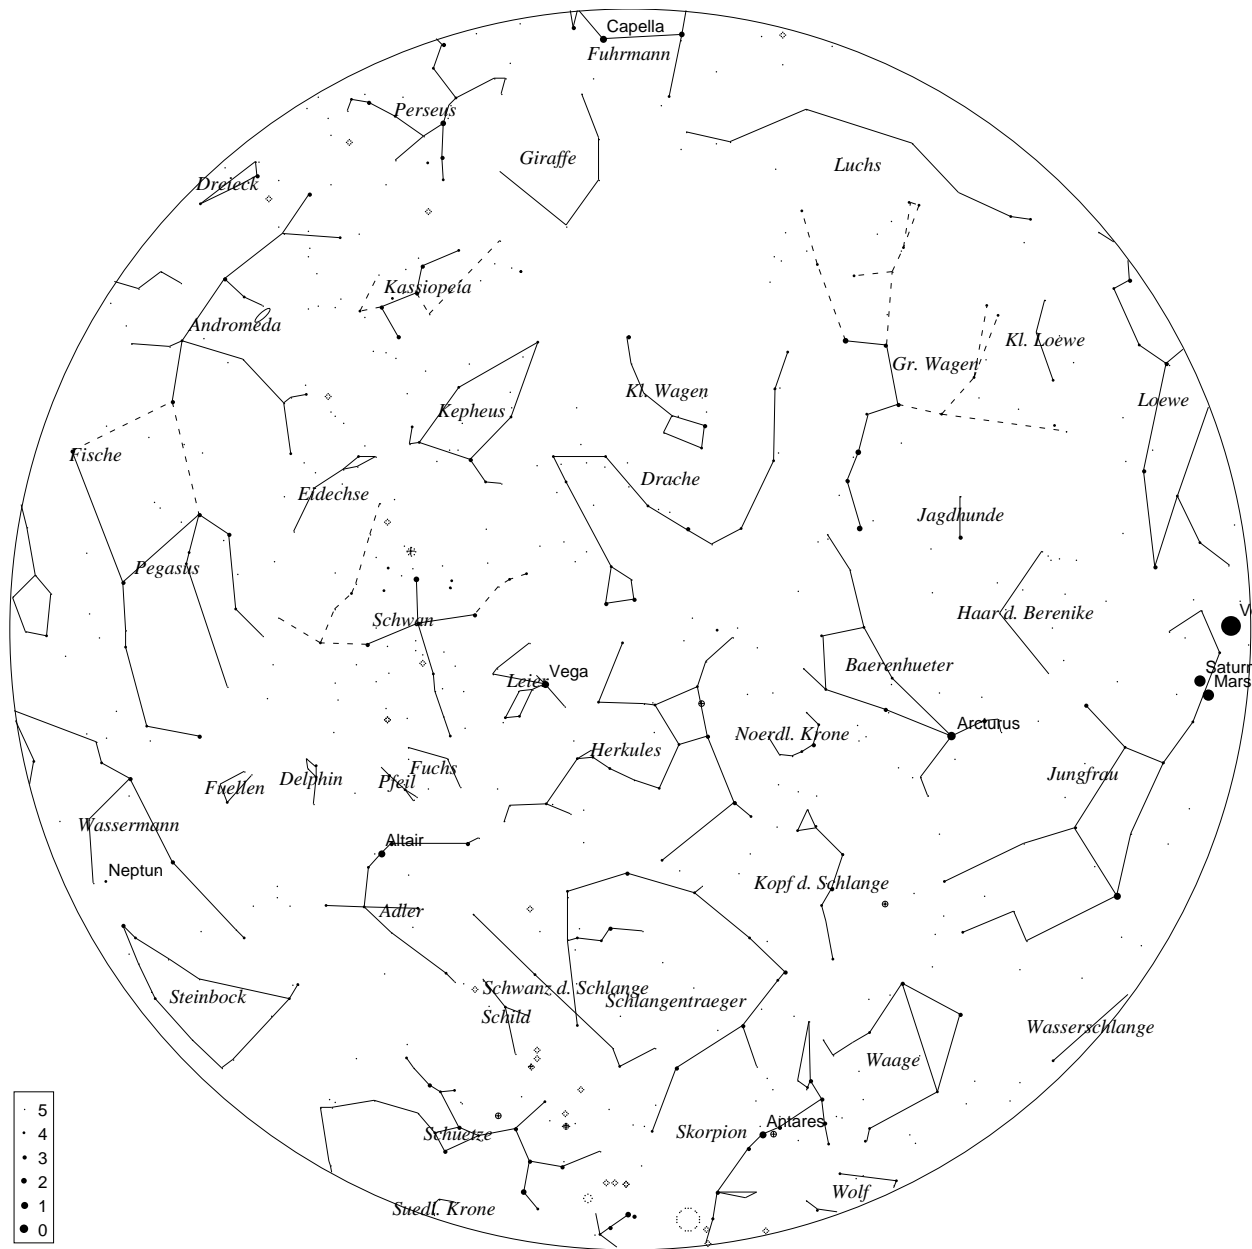 Capella
Fuhrmann
Perseus
Giraffe
Luchs
Dreieck
Kassiopeia
Andromeda
Kl. Loewe
Gr. Wagen
Kl. Wagen
Loewe
Kepheus
Fische
Drache
Eidechse
Jagdhunde
Pegasus
Haar d. Berenike
V
Schwan
Baerenhueter
Saturn
Vega
Leier
Mars
Arcturus
Noerdl. Krone
Herkules
Fuchs
Jungfrau
Delphin
Pfeil
Fuellen
Wassermann
Altair
Neptun
Kopf d. Schlange
Adler
Schwanz d. Schlange
Steinbock
Schlangentraeger
Schild
Wasserschlange
Waage
5
4
3
2
1
0
Antares
Skorpion
Schuetze
Wolf
Suedl. Krone